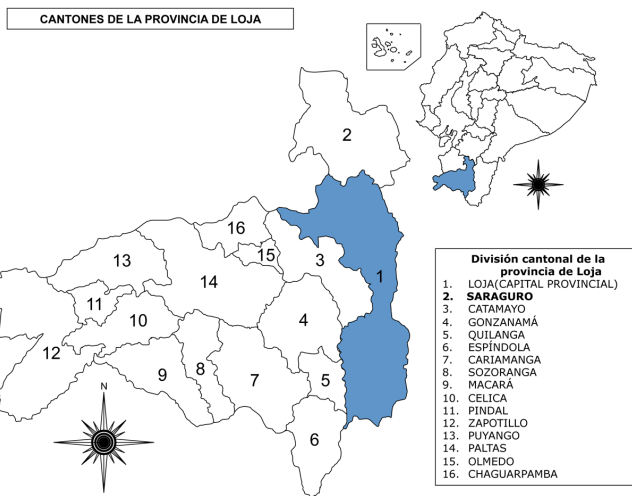 CANTONES DE LA PROVINCIA DE LOJA
2
16
15
13
3
1
14
11
10
4
12
9
8
7
5
6
N
División cantonal de la
provincia de Loja
1. LOJA(CAPITAL PROVINCIAL)
2. SARAGURO
3. CATAMAYO
4. GONZANAMÁ
5. QUILANGA
6. ESPÍNDOLA
7. CARIAMANGA
8. SOZORANGA
9. MACARÁ
10. CELICA
11. PINDAL
12. ZAPOTILLO
13. PUYANGO
14. PALTAS
15. OLMEDO
16. CHAGUARPAMBA